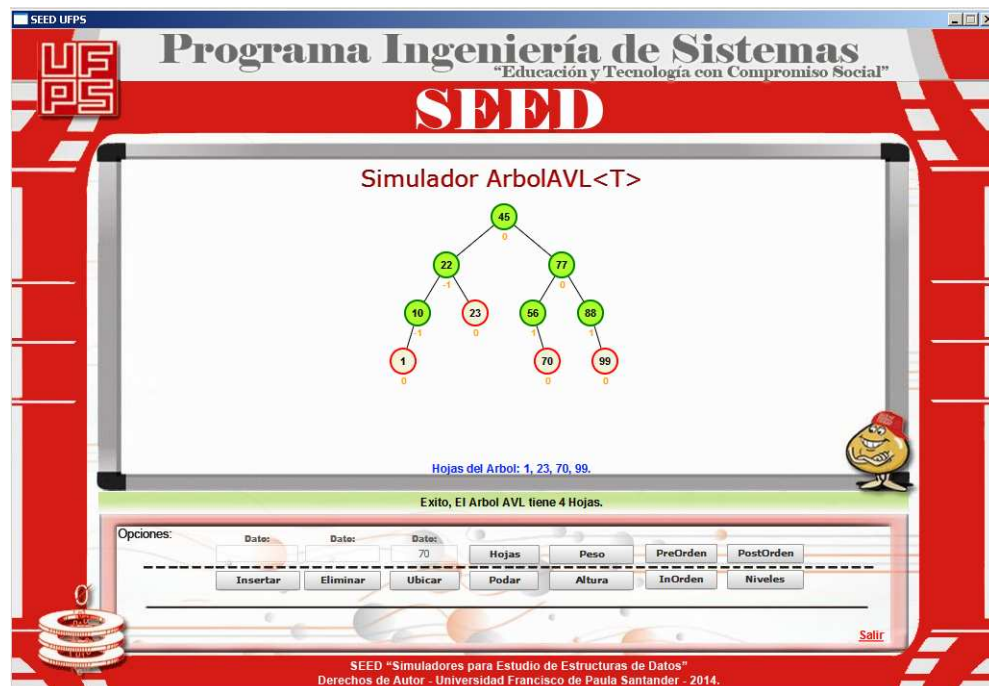 SEED UFPS
UFPS
Programa Ingeniería de Sistemas
“Educación y Tecnología con Compromiso Social”
SEED
Simulador ArbolAVL<T>
45
0
22 77
-1 0
10 23 56 88
-1 0 1 1
1 70 99
0 0 0
Hojas del Arbol: 1, 23, 70, 99.
Exito, El Arbol AVL tiene 4 Hojas.
Opciones:
Dato: Dato: Dato:
70 Hojas Peso PreOrden PostOrden
Insertar Eliminar Ubicar Podar Altura InOrden Niveles
Salir
SEED “Simuladores para Estudio de Estructuras de Datos”
Derechos de Autor - Universidad Francisco de Paula Santander - 2014.